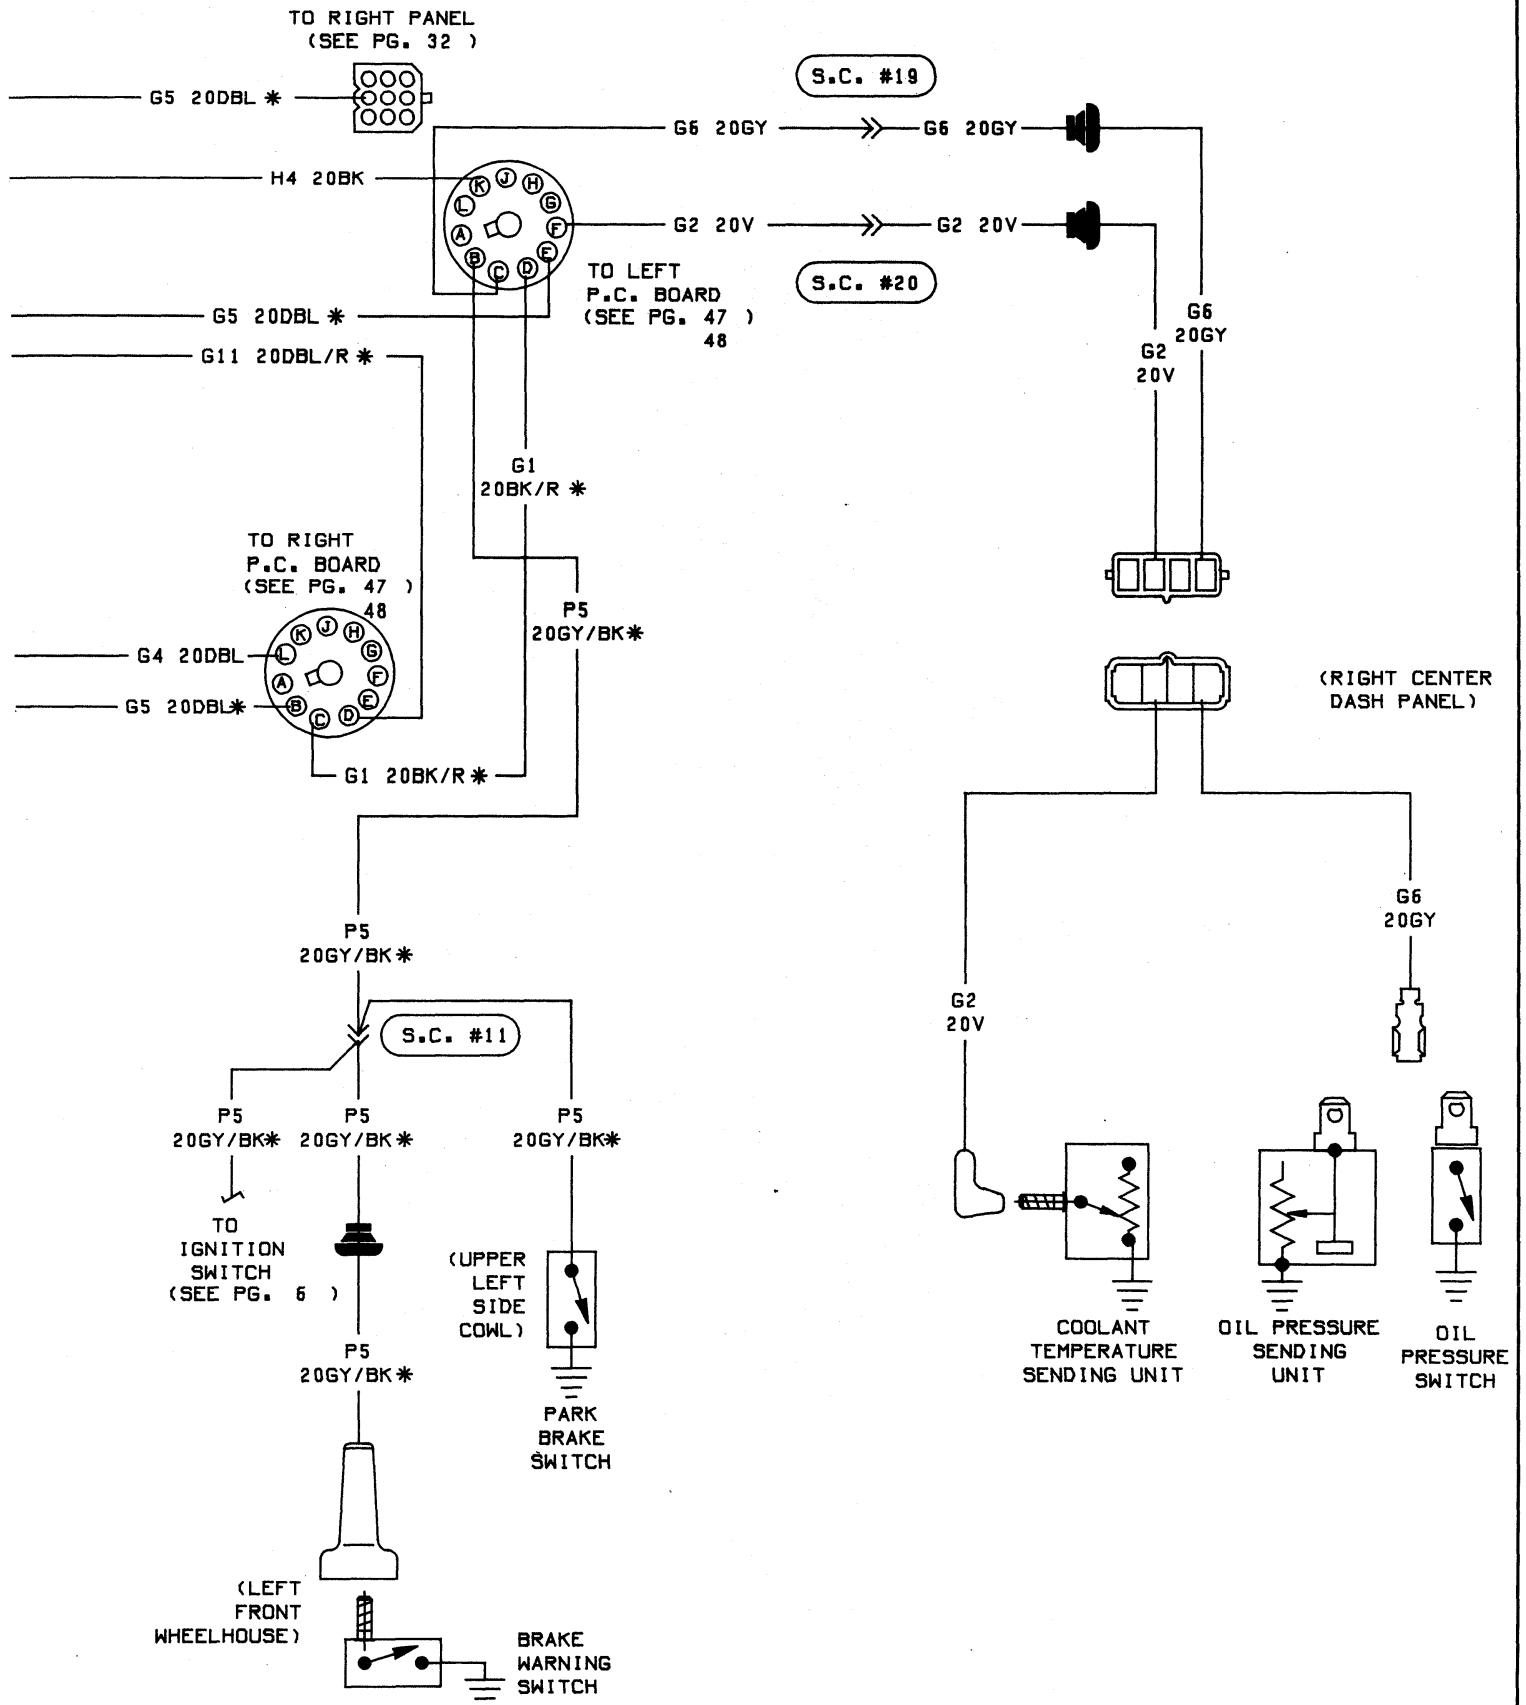 TO RIGHT PANEL
(SEE PG. 32 )
S.C. #19
G5 20DBL *
G6 20GY
G6 20GY
H4 20BK
K J H G F E D C B A L
G2 20V
G2 20V
TO LEFT
P.C. BOARD
(SEE PG. 47 )
48
S.C. #20
G5 20DBL *
G11 20DBL/R *
G6
20GY
G2
20V
G1
20BK/R *
TO RIGHT
P.C. BOARD
(SEE PG. 47 )
48
P5
20GY/BK*
K J H G F E D C B A L
G4 20DBL
G5 20DBL*
(RIGHT CENTER
DASH PANEL)
G1 20BK/R *
G6
20GY
P5
20GY/BK *
G2
20V
S.C. #11
P5
20GY/BK*
P5
20GY/BK *
P5
20GY/BK*
TO
IGNITION
SWITCH
(SEE PG. 6 )
(UPPER
LEFT
SIDE
COWL)
COOLANT
TEMPERATURE
SENDING UNIT
OIL PRESSURE
SENDING
UNIT
OIL
PRESSURE
SWITCH
P5
20GY/BK *
PARK
BRAKE
SWITCH
(LEFT
FRONT
WHEELHOUSE)
BRAKE
WARNING
SWITCH